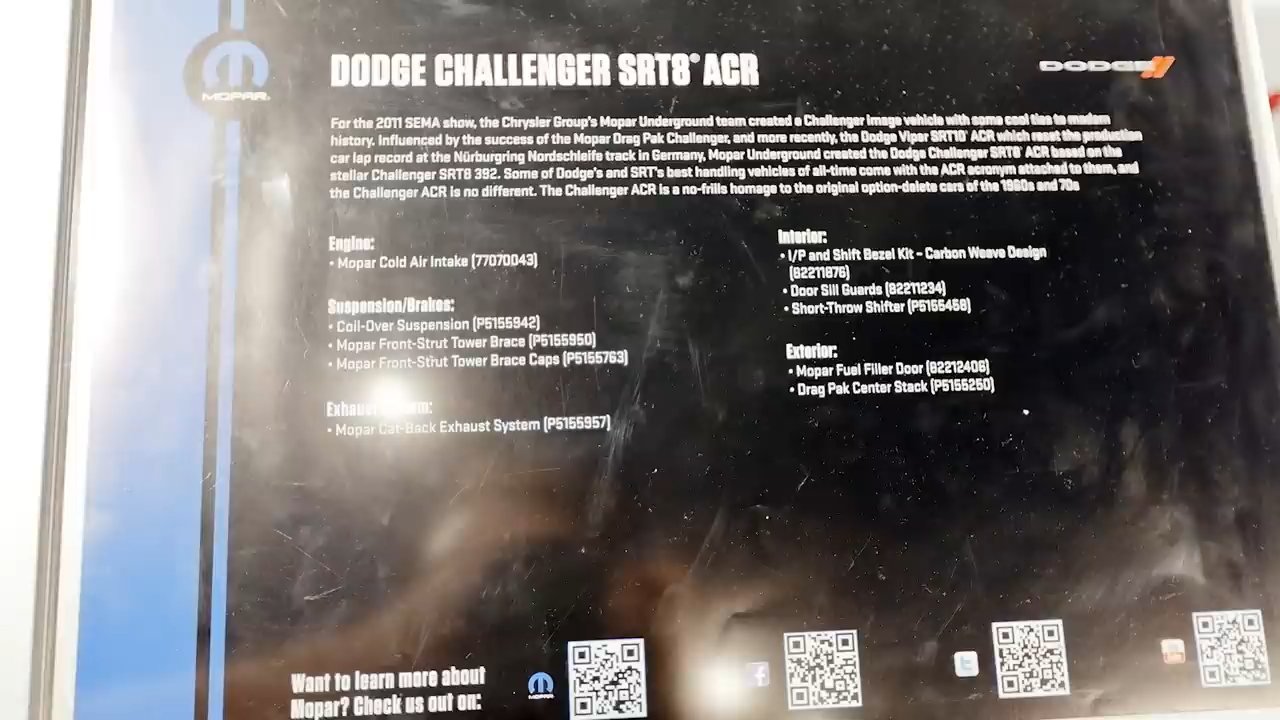 MOPAR
DODGE CHALLENGER SRT8® ACR
DODGE
For the 2011 SEMA show, the Chrysler Group's Mopar Underground team created a Challenger image vehicle with some cool ties to modern
history. Influenced by the success of the Mopar Drag Pak Challenger, and more recently, the Dodge Viper SRT10® ACR which reset the production
car lap record at the Nürburgring Nordschleife track in Germany, Mopar Underground created the Dodge Challenger SRT8® ACR based on the
stellar Challenger SRT8 392. Some of Dodge's and SRT's best handling vehicles of all-time come with the ACR acronym attached to them, and
the Challenger ACR is no different. The Challenger ACR is a no-frills homage to the original option-delete cars of the 1960s and 70s
Engine:
• Mopar Cold Air Intake (77070043)
Suspension/Brakes:
• Coil-Over Suspension (P5155942)
• Mopar Front-Strut Tower Brace (P5155950)
• Mopar Front-Strut Tower Brace Caps (P5155763)
• Mopar Cat-Back Exhaust System (P5155957)
Interior:
• I/P and Shift Bezel Kit - Carbon Weave Design
(82211876)
• Door Sill Guards (82211234)
• Short-Throw Shifter (P5155458)
Exterior:
• Mopar Fuel Filler Door (82212406)
• Drag Pak Center Stack (P5155250)
Want to learn more about
Mopar? Check us out on:
MOPAR